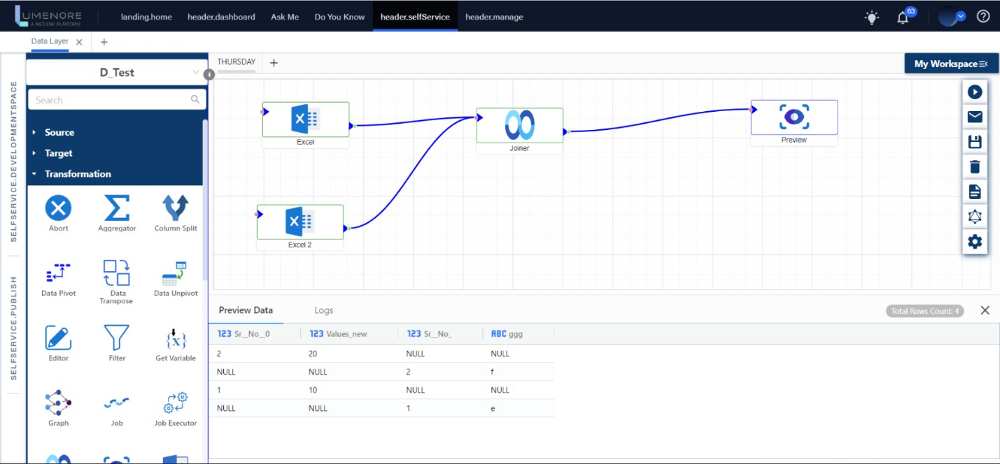 LUMENORE
A NETLINK PLATFORM
landing.home
header.dashboard
Ask Me
Do You Know
header.selfService
header.manage
63
Data Layer
SELFSERVICE.DEVELOPMENTSPACE
SELFSERVICE.PUBLISH
D_Test
Search
Source
Target
Transformation
Abort
Aggregator
Column Split
Data Pivot
Data
Transpose
Data Unpivot
Editor
Filter
Get Variable
Graph
Job
Job Executor
THURSDAY
My Workspace
Excel
Joiner
Preview
Excel 2
Preview Data
Logs
Total Rows Count: 4
123 Sr__No__0 123 Values_new 123 Sr__No_ ABC ggg
2 20 NULL NULL
NULL NULL 2 f
1 10 NULL NULL
NULL NULL 1 e